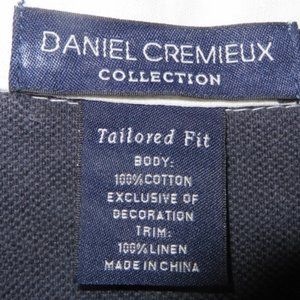 DANIEL CREMIEUX
COLLECTION
Tailored Fit
BODY:
100%COTTON
EXCLUSIVE OF
DECORATION
TRIM:
100%LINEN
MADE IN CHINA